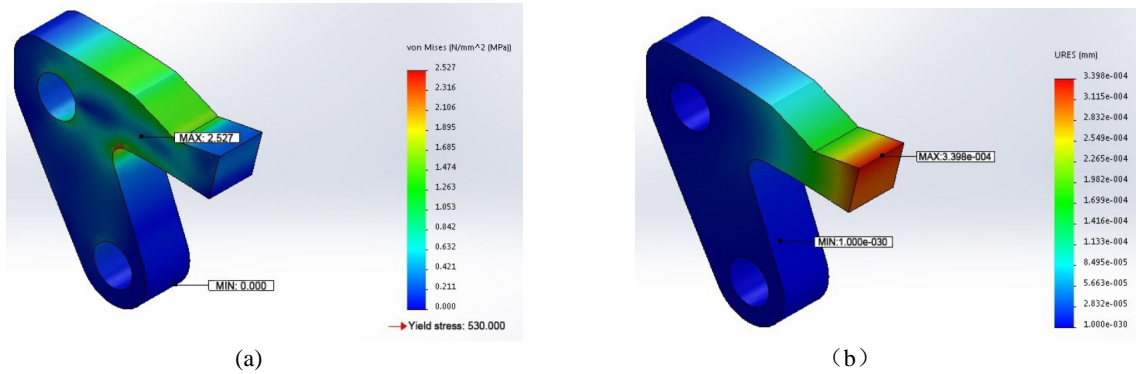 von Mises (N/mm^2 (MPa))
2.527
2.316
2.106
1.895
1.685
1.474
1.263
1.053
0.842
0.632
0.421
0.211
0.000
Yield stress: 530.000
MAX: 2.527
MIN: 0.000
(a)
URES (mm)
3.398e-004
3.115e-004
2.832e-004
2.549e-004
2.265e-004
1.982e-004
1.699e-004
1.416e-004
1.133e-004
8.495e-005
5.663e-005
2.832e-005
1.000e-030
MAX:3.398e-004
MIN:1.000e-030
（b）